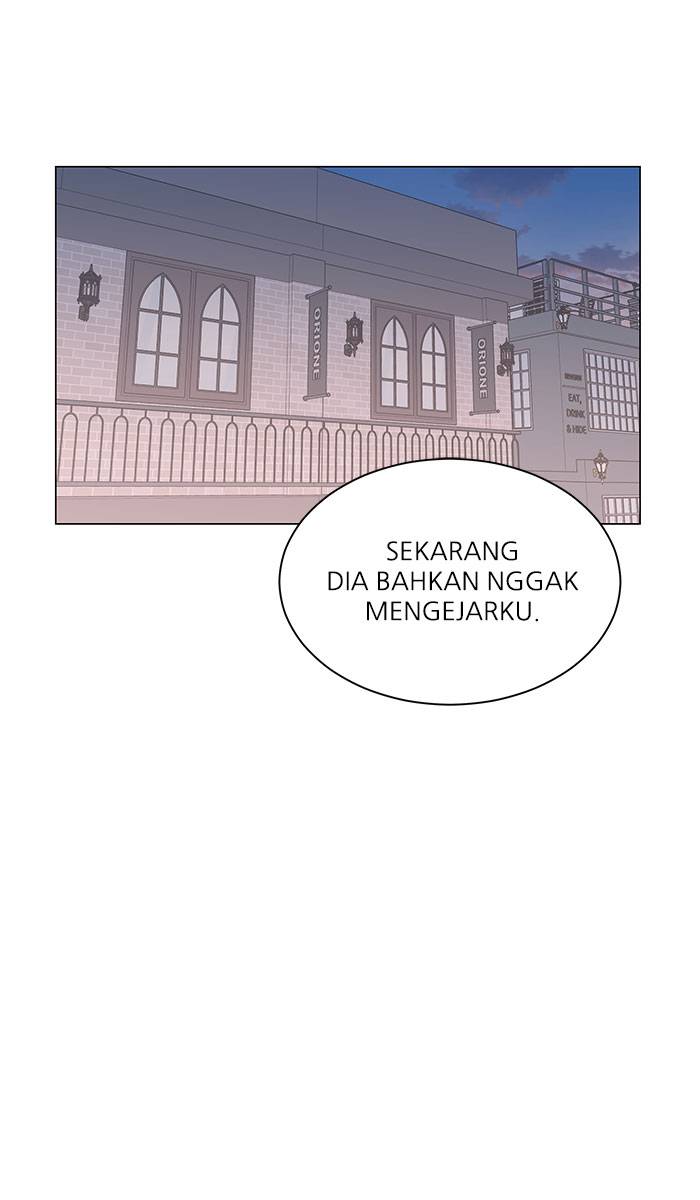 ORIONE
ORIONE
EAT,
DRINK
& HIDE
SEKARANG
DIA BAHKAN NGGAK
MENGEJARKU.